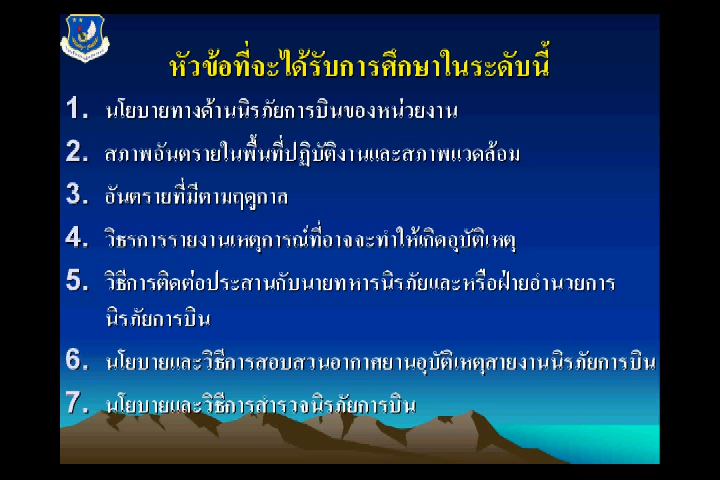 หัวข้อที่จะได้รับการศึกษาในระดับนี้
1. นโยบายทางด้านนิรภัยการบินของหน่วยงาน
2. สภาพอันตรายในพื้นที่ปฏิบัติงานและสภาพแวดล้อม
3. อันตรายที่มีตามฤดูกาล
4. วิธรการรายงานเหตุการณ์ที่อาจจะทำให้เกิดอุบัติเหตุ
5. วิธีการติดต่อประสานกับนายทหารนิรภัยและหรือฝ่ายอำนวยการ
นิรภัยการบิน
6. นโยบายและวิธีการสอบสวนอากาศยานอุบัติเหตุสายงานนิรภัยการบิน
7. นโยบายและวิธีการสำรวจนิรภัยการบิน